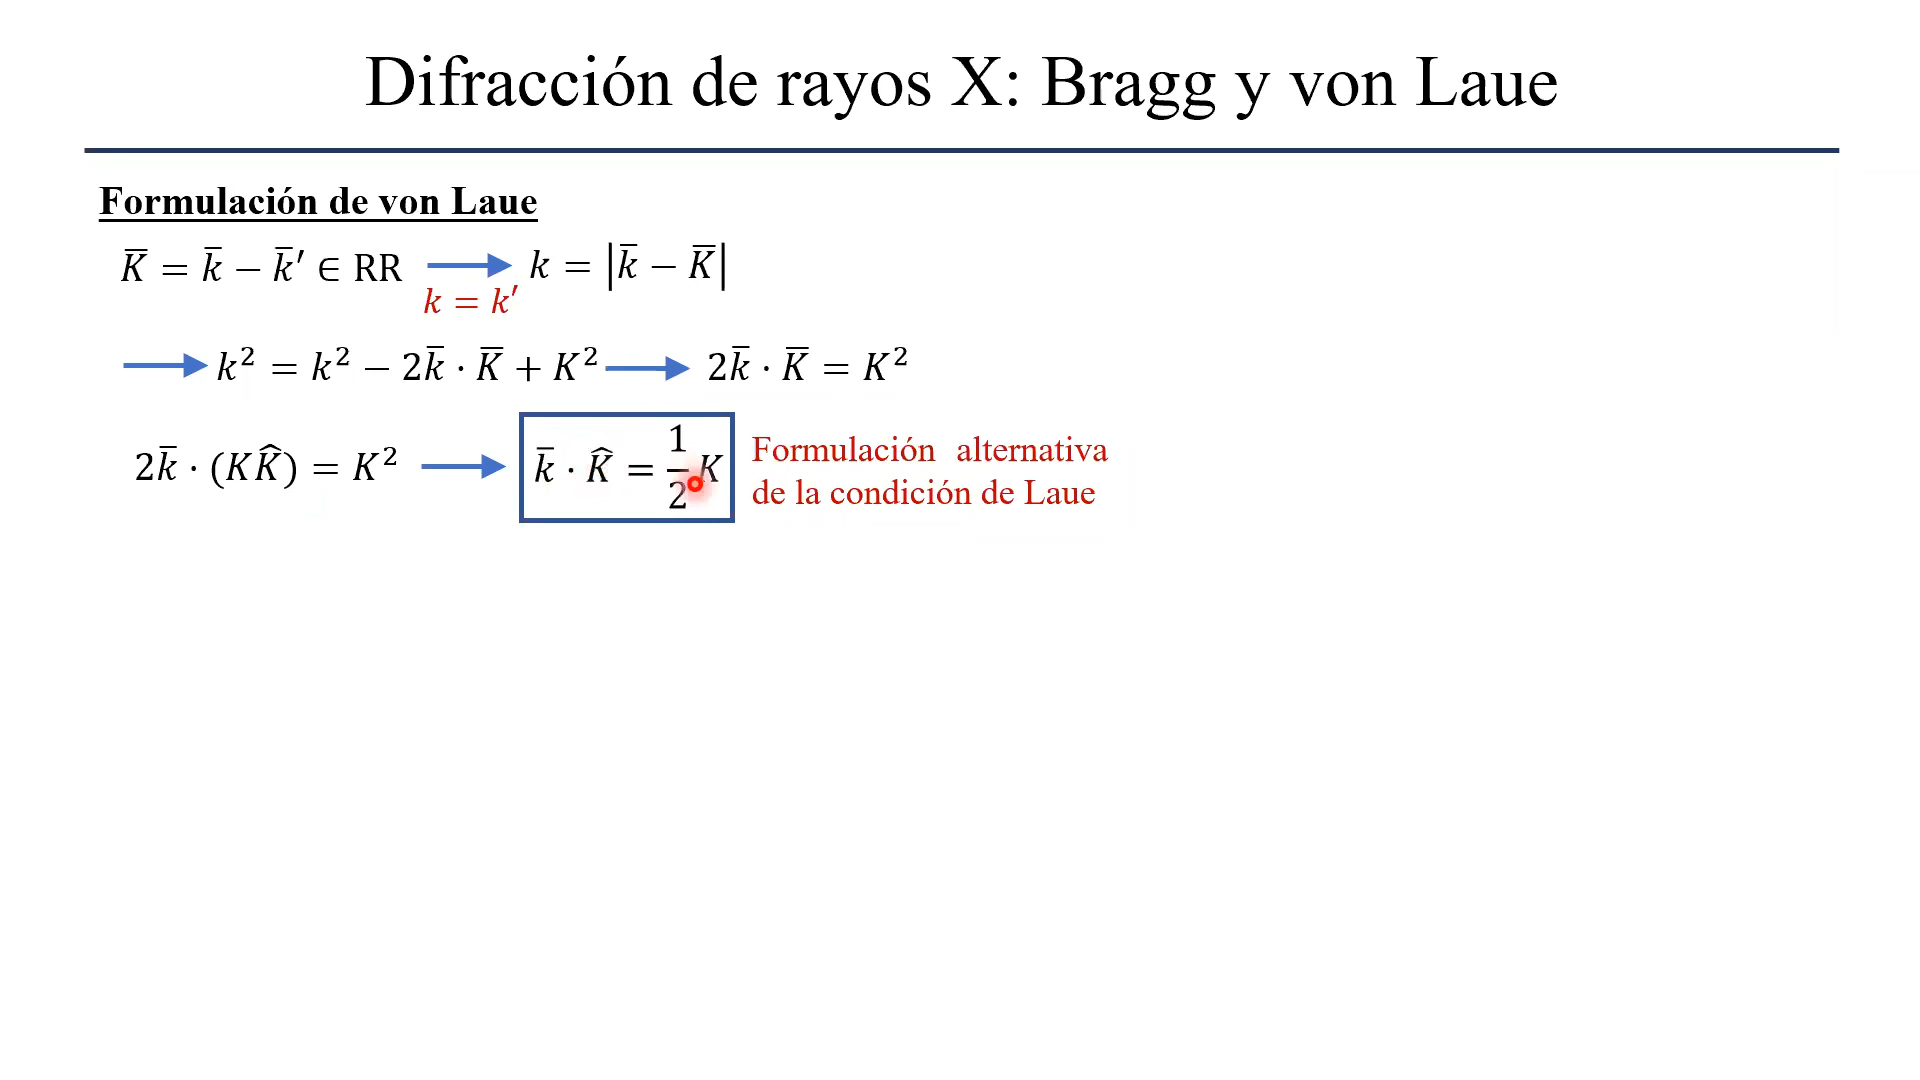 Difracción de rayos X: Bragg y von Laue
Formulación de von Laue
K̅ = k̅ − k̅′ ∈ RR ⟶ k = |k̅ − K̅|
k = k′
⟶ k² = k² − 2k̅ · K̅ + K² ⟶ 2k̅ · K̅ = K²
2k̅ · (KK̂) = K² ⟶ k̅ · K̂ = 1/2 K
Formulación alternativa
de la condición de Laue